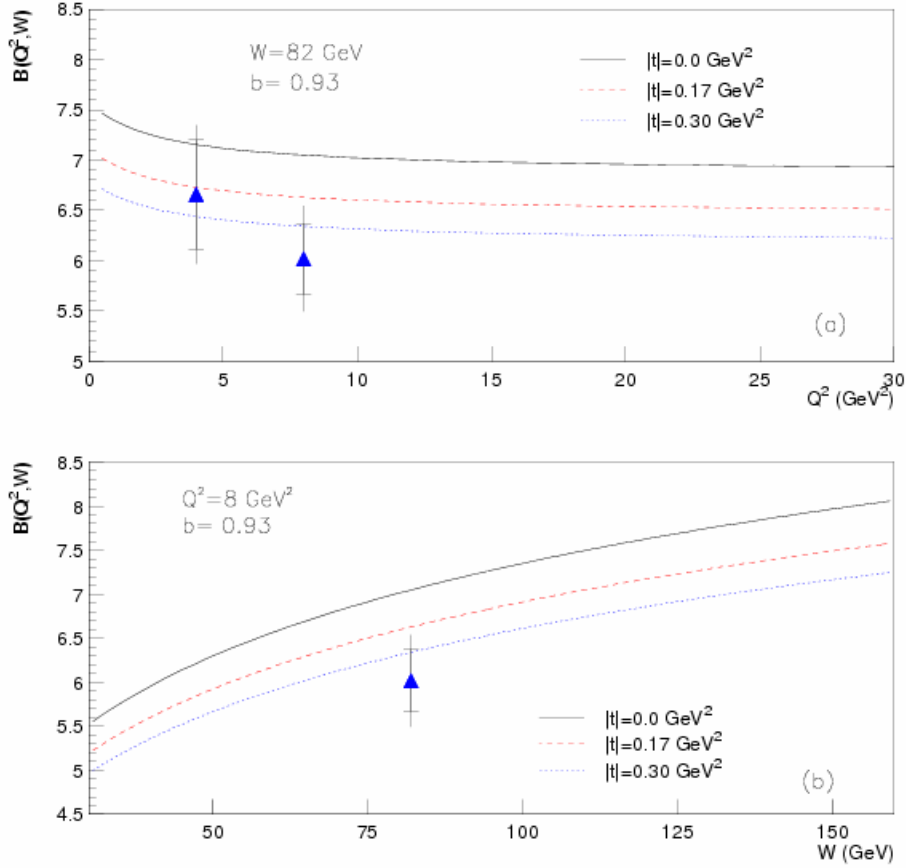 8.5
B(Q²,W)
8
W=82 GeV
b= 0.93
|t|=0.0 GeV²
|t|=0.17 GeV²
|t|=0.30 GeV²
7.5
7
6.5
6
5.5
(a)
5
0 5 10 15 20 25 30
Q² (GeV²)
8.5
B(Q²,W)
Q²=8 GeV²
b= 0.93
8
7.5
7
6.5
6
5.5
|t|=0.0 GeV²
|t|=0.17 GeV²
|t|=0.30 GeV²
5
(b)
4.5
50 75 100 125 150
W (GeV)